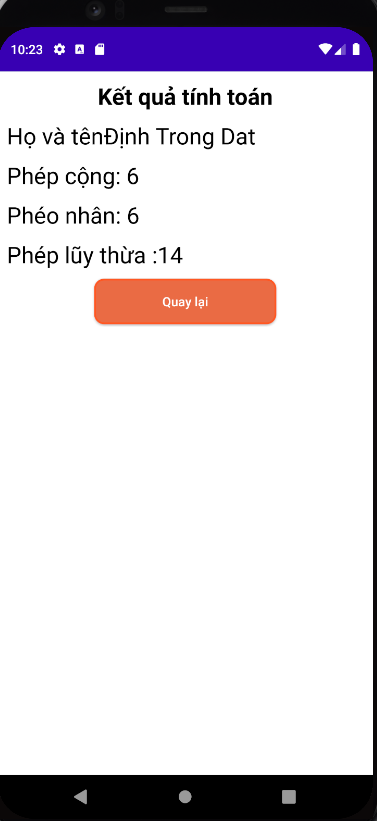 10:23
Kết quả tính toán
Họ và tênĐịnh Trong Dat
Phép cộng: 6
Phéo nhân: 6
Phép lũy thừa :14
Quay lại